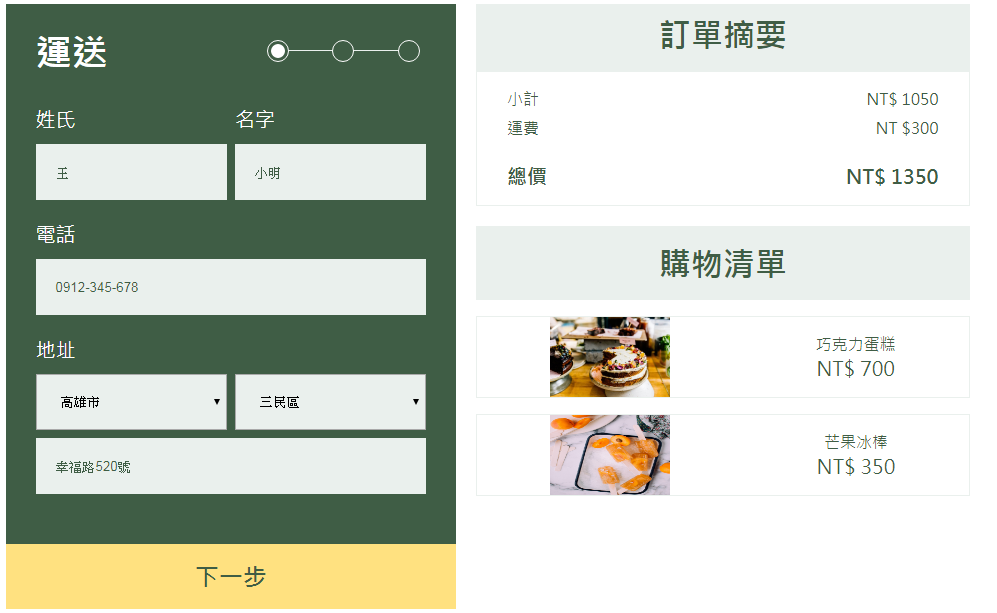 運送
姓氏
名字
王
小明
電話
0912-345-678
地址
高雄市
三民區
幸福路520號
下一步
訂單摘要
小計 NT$ 1050
運費 NT $300
總價 NT$ 1350
購物清單
巧克力蛋糕
NT$ 700
芒果冰棒
NT$ 350